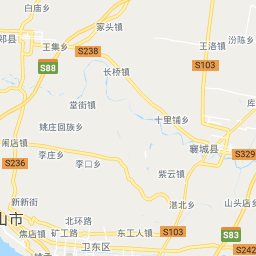 白庙乡
冢头镇
汾陈乡
郏县
王集乡
S238
王洛镇
S88
长桥镇
S103
堂街镇
库
姚庄回族乡
十里铺乡
闹店镇
襄城县
S329
S236
李庄乡
李口乡
紫云镇
新新街
湛北乡
山头店乡
山市
北环路
焦店镇
矿工路
东工人镇
S103
S83
卫东区
S242